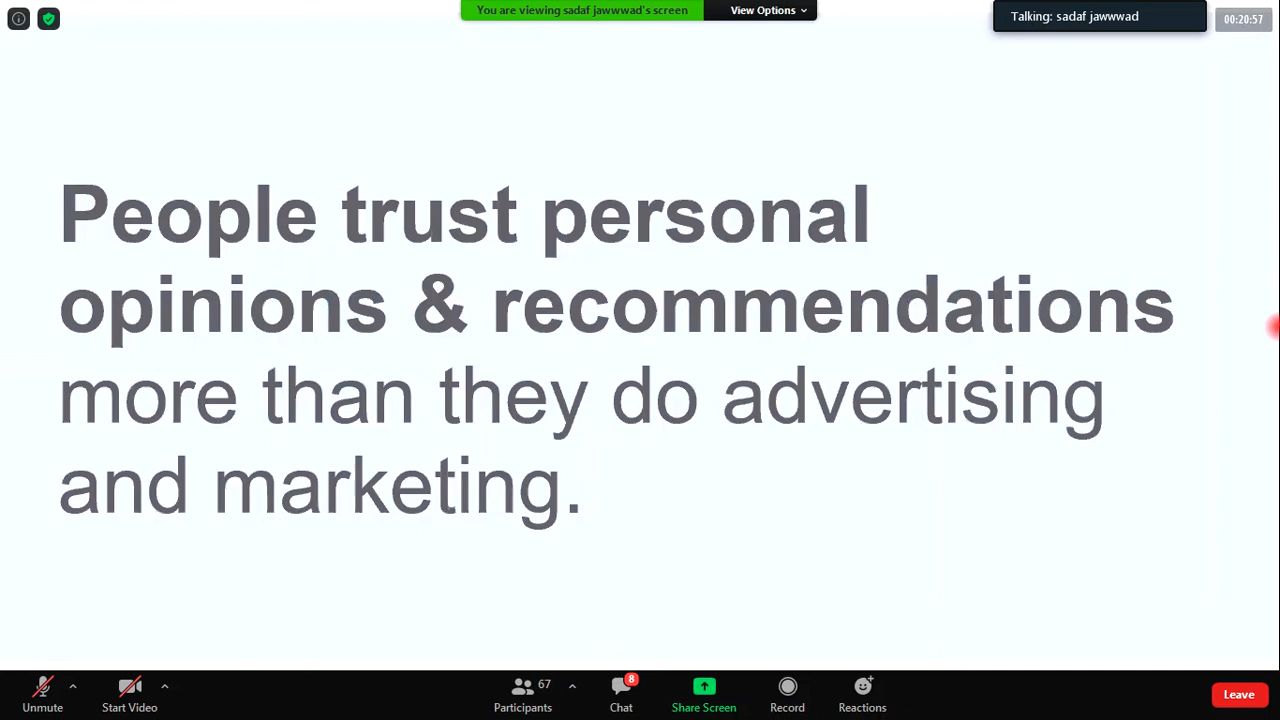 You are viewing sadaf jawwwad's screen
View Options
Talking: sadaf jawwwad
00:20:57
People trust personal
opinions & recommendations
more than they do advertising
and marketing.
Unmute
Start Video
67
Participants
8
Chat
Share Screen
Record
Reactions
Leave